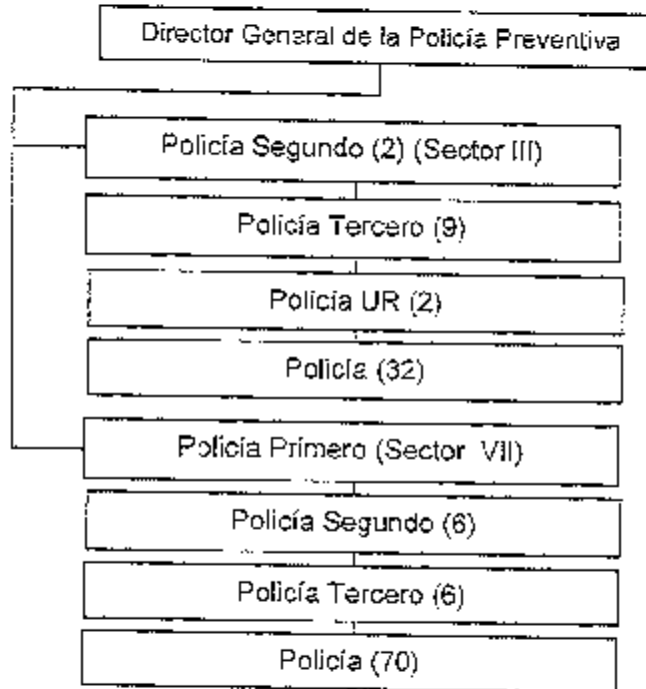 Director General de la Policía Preventiva
Policía Segundo (2) (Sector III)
Policía Tercero (9)
Policía UR (2)
Policía (32)
Policía Primero (Sector VII)
Policía Segundo (6)
Policía Tercero (6)
Policía (70)